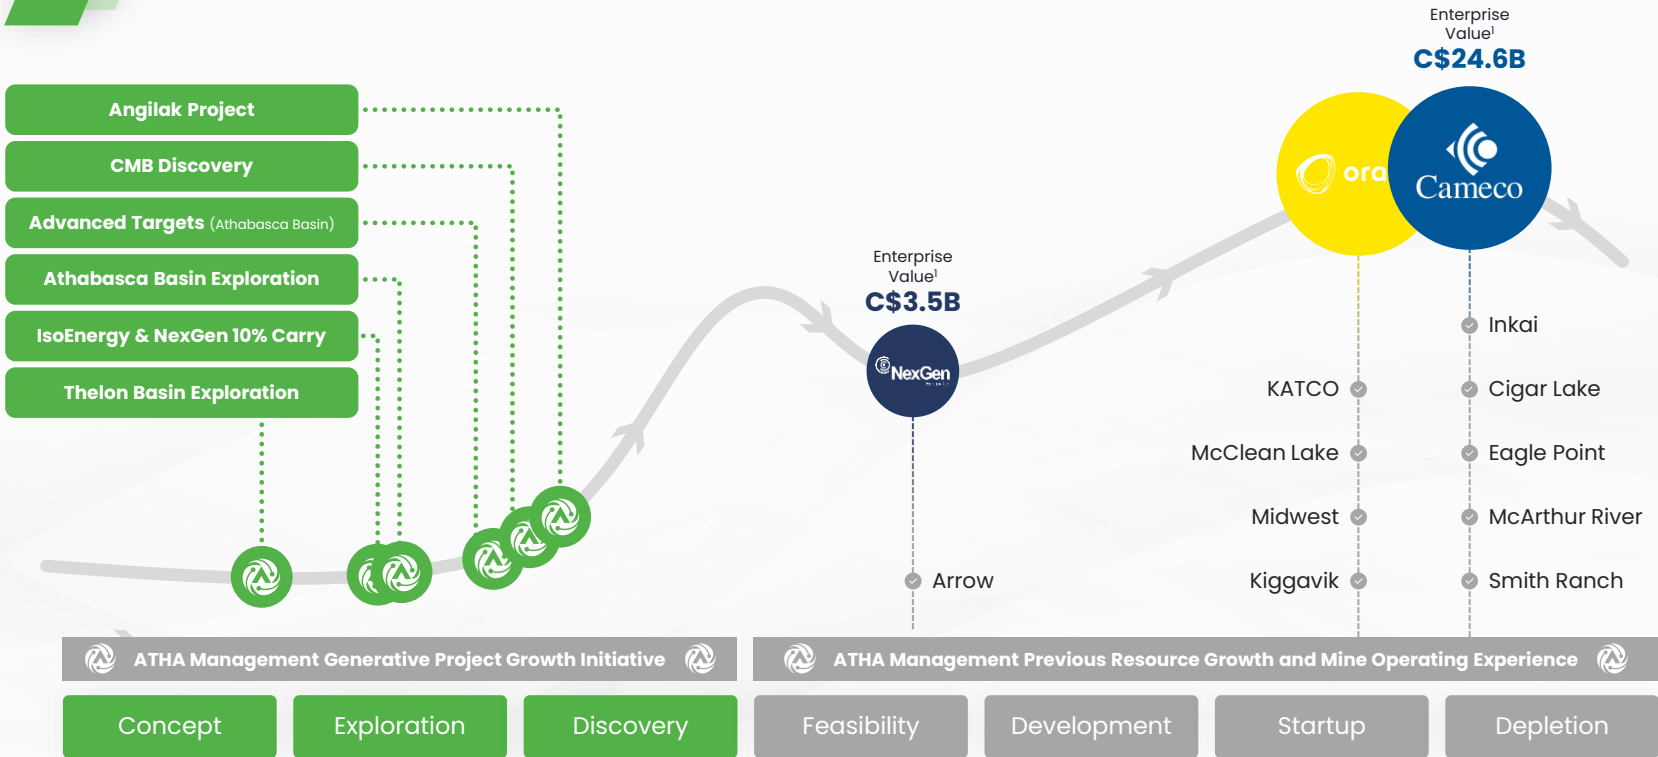 Enterprise
Value¹
C$24.6B
Angilak Project
CMB Discovery
Advanced Targets (Athabasca Basin)
Athabasca Basin Exploration
IsoEnergy & NexGen 10% Carry
Thelon Basin Exploration
ora
Cameco
Enterprise
Value¹
C$3.5B
NexGen
Inkai
KATCO
Cigar Lake
McClean Lake
Eagle Point
Midwest
McArthur River
Arrow
Kiggavik
Smith Ranch
ATHA Management Generative Project Growth Initiative
ATHA Management Previous Resource Growth and Mine Operating Experience
Concept
Exploration
Discovery
Feasibility
Development
Startup
Depletion